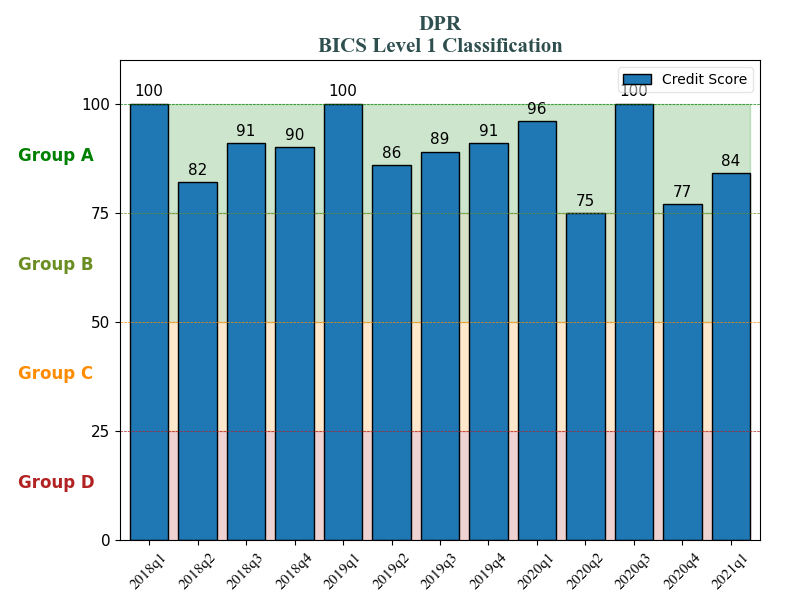 DPR
BICS Level 1 Classification
Credit Score
100
82
91
90
100
86
89
91
96
75
100
77
84
100
Group A
75
Group B
50
Group C
25
Group D
0
2018q1
2018q2
2018q3
2018q4
2019q1
2019q2
2019q3
2019q4
2020q1
2020q2
2020q3
2020q4
2021q1